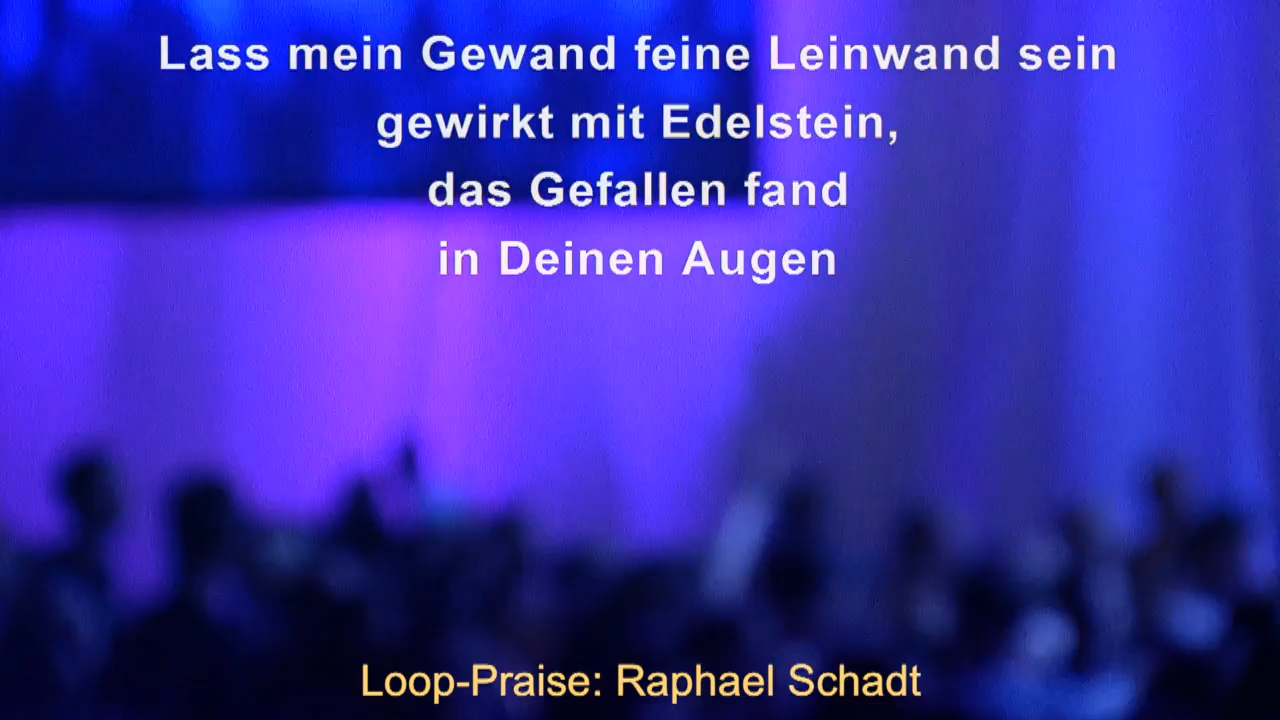 Lass mein Gewand feine Leinwand sein
gewirkt mit Edelstein,
das Gefallen fand
in Deinen Augen
Loop-Praise: Raphael Schadt